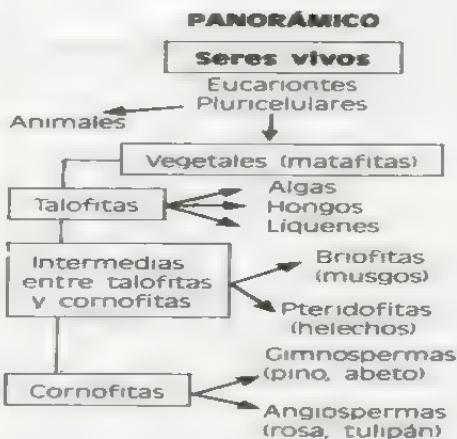 PANORÁMICO
Seres vivos
Eucariontes
Pluricelulares
Animales
Vegetales (matafitas)
Talofitas
Algas
Hongos
Líquenes
Intermedias
entre talofitas
y cornofitas
Briofitas
(musgos)
Pteridofitas
(helechos)
Cornofitas
Gimnospermas
(pino, abeto)
Angiospermas
(rosa, tulipán)